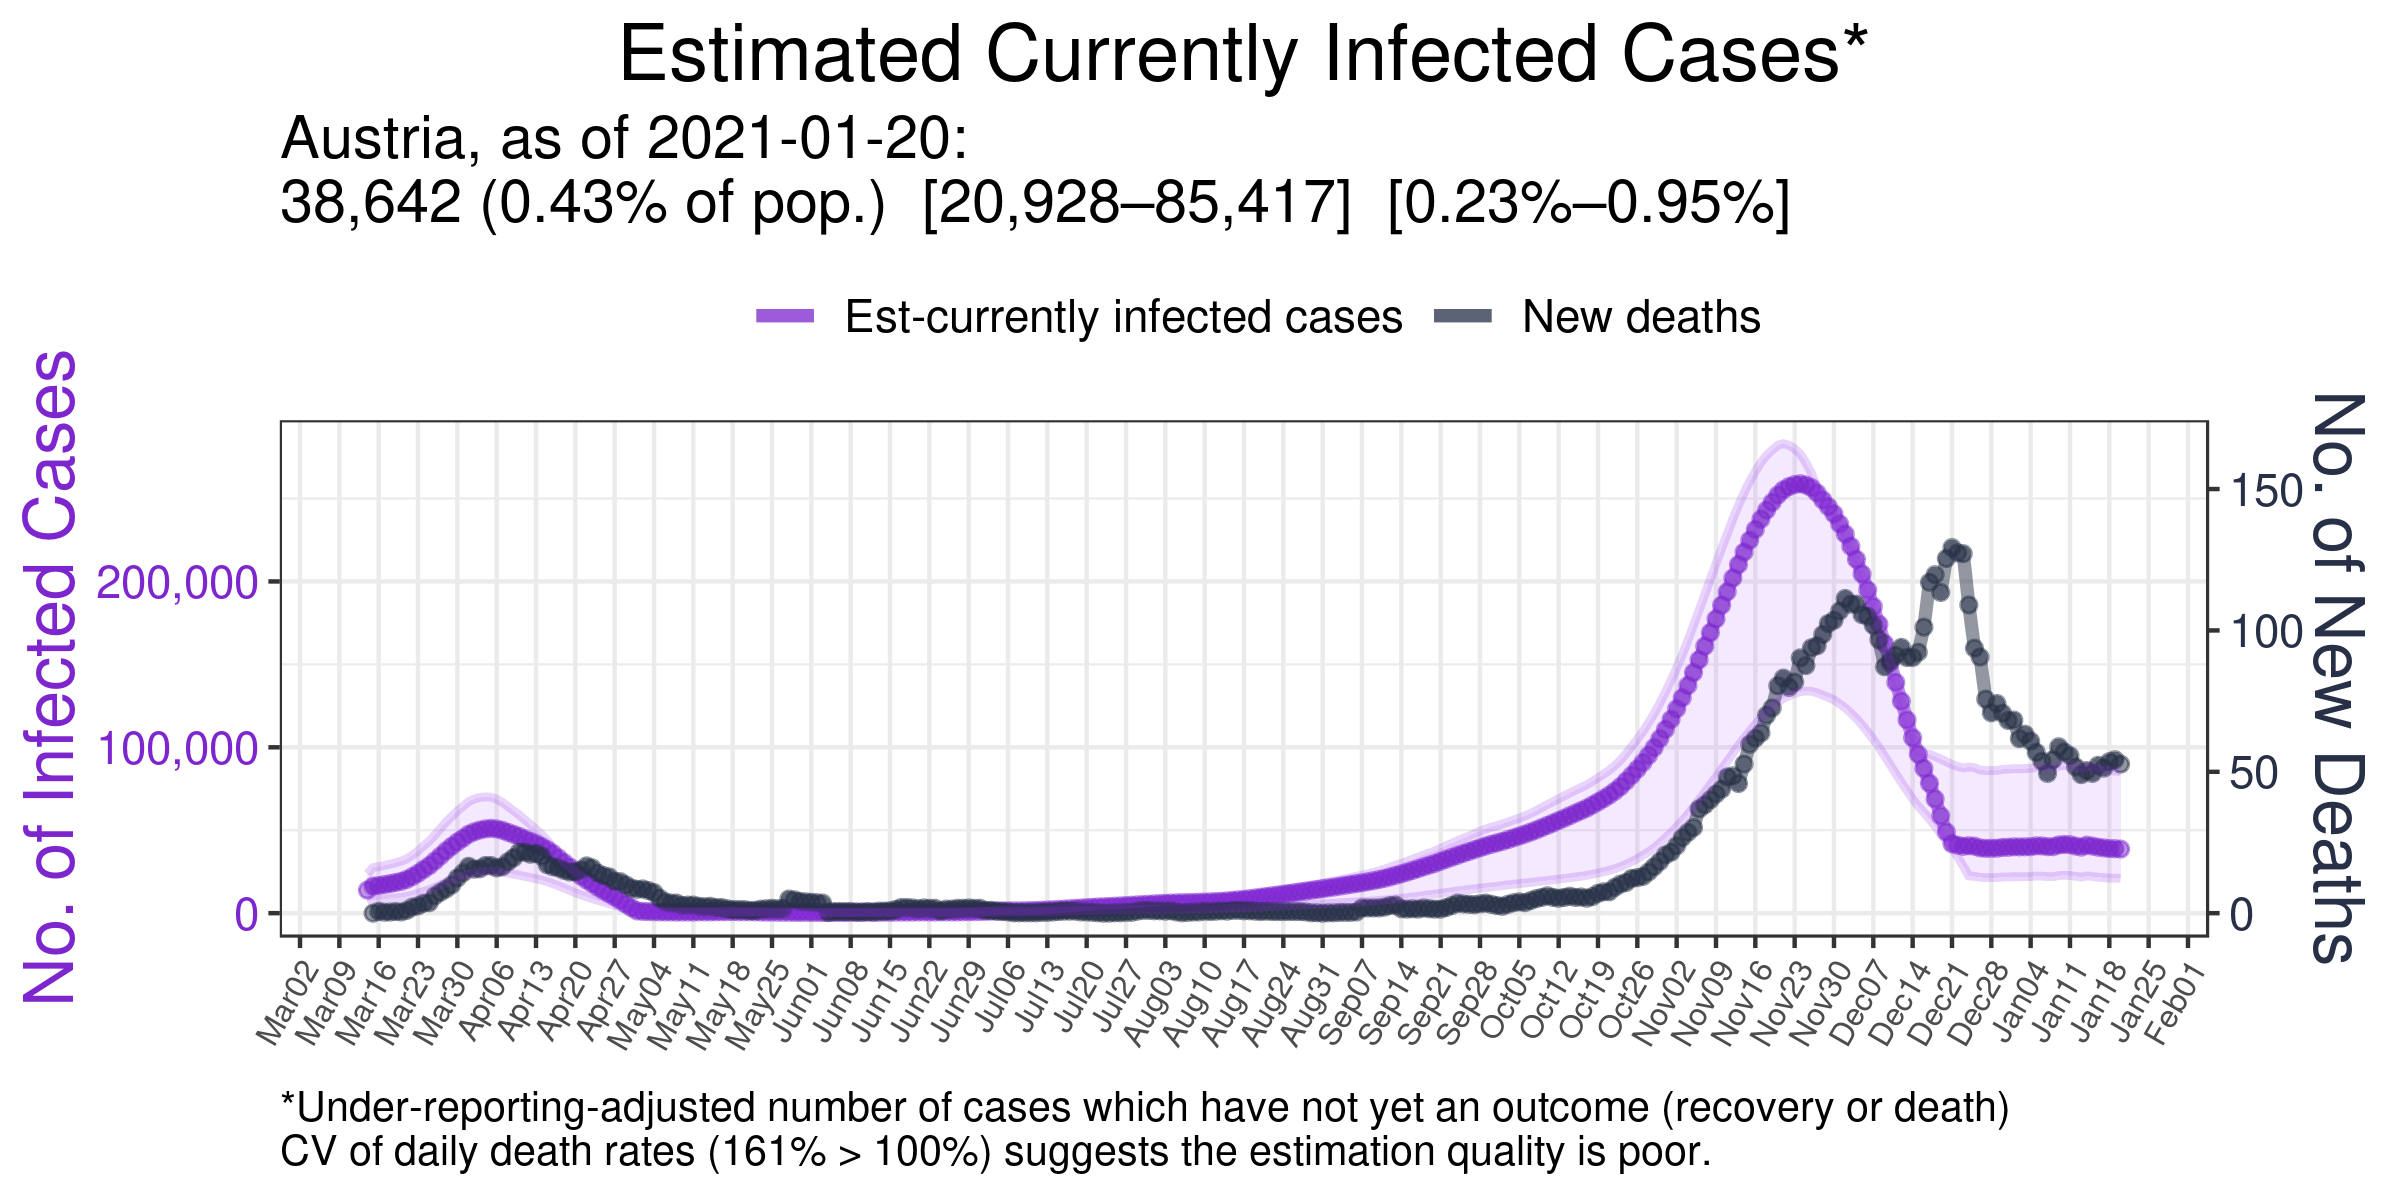 Estimated Currently Infected Cases*
Austria, as of 2021-01-20:
38,642 (0.43% of pop.)  [20,928–85,417]  [0.23%–0.95%]
Est-currently infected cases New deaths
No. of Infected Cases
200,000
100,000
0
150
100
50
0
No. of New Deaths
Mar02 Mar09 Mar16 Mar23 Mar30 Apr06 Apr13 Apr20 Apr27 May04 May11 May18 May25 Jun01 Jun08 Jun15 Jun22 Jun29 Jul06 Jul13 Jul20 Jul27 Aug03 Aug10 Aug17 Aug24 Aug31 Sep07 Sep14 Sep21 Sep28 Oct05 Oct12 Oct19 Oct26 Nov02 Nov09 Nov16 Nov23 Nov30 Dec07 Dec14 Dec21 Dec28 Jan04 Jan11 Jan18 Jan25 Feb01
*Under-reporting-adjusted number of cases which have not yet an outcome (recovery or death)
CV of daily death rates (161% > 100%) suggests the estimation quality is poor.